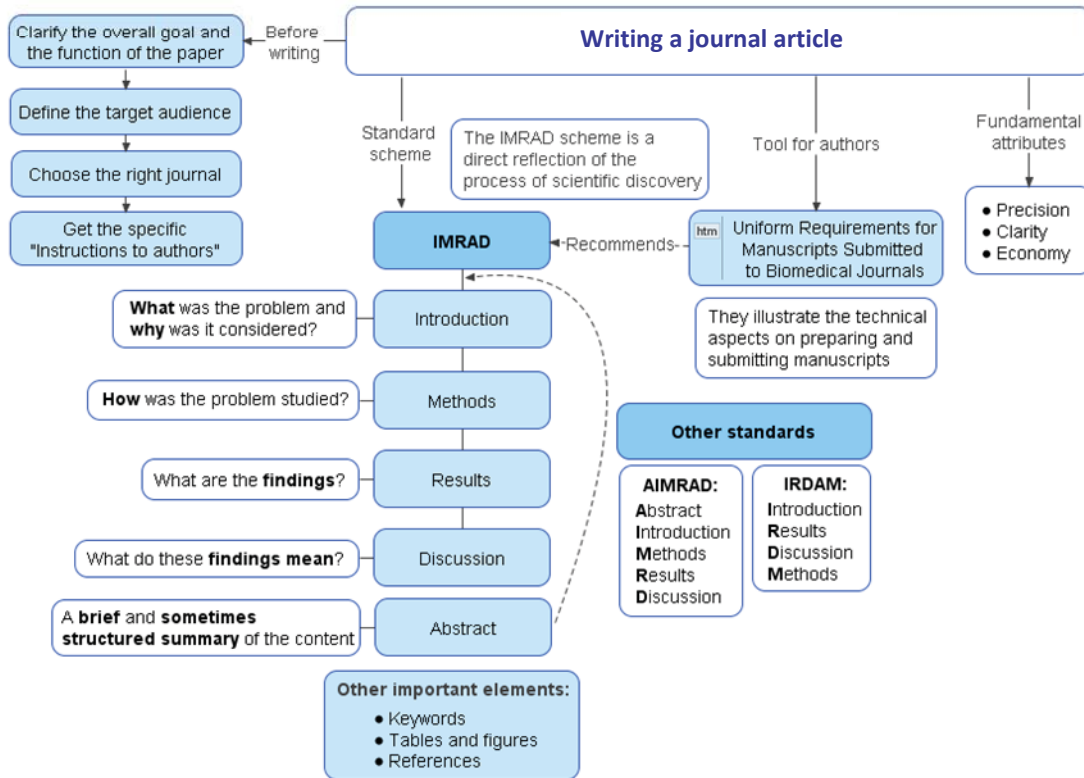 Writing a journal article
Before
writing
Clarify the overall goal and
the function of the paper
Define the target audience
Choose the right journal
Get the specific
"Instructions to authors"
Standard
scheme
The IMRAD scheme is a
direct reflection of the
process of scientific discovery
Tool for authors
Fundamental
attributes
● Precision
● Clarity
● Economy
IMRAD
Recommends
htm
Uniform Requirements for
Manuscripts Submitted
to Biomedical Journals
They illustrate the technical
aspects on preparing and
submitting manuscripts
What was the problem and
why was it considered?
Introduction
How was the problem studied?
Methods
What are the findings?
Results
What do these findings mean?
Discussion
A brief and sometimes
structured summary of the content
Abstract
Other important elements:
● Keywords
● Tables and figures
● References
Other standards
AIMRAD:
Abstract
Introduction
Methods
Results
Discussion
IRDAM:
Introduction
Results
Discussion
Methods